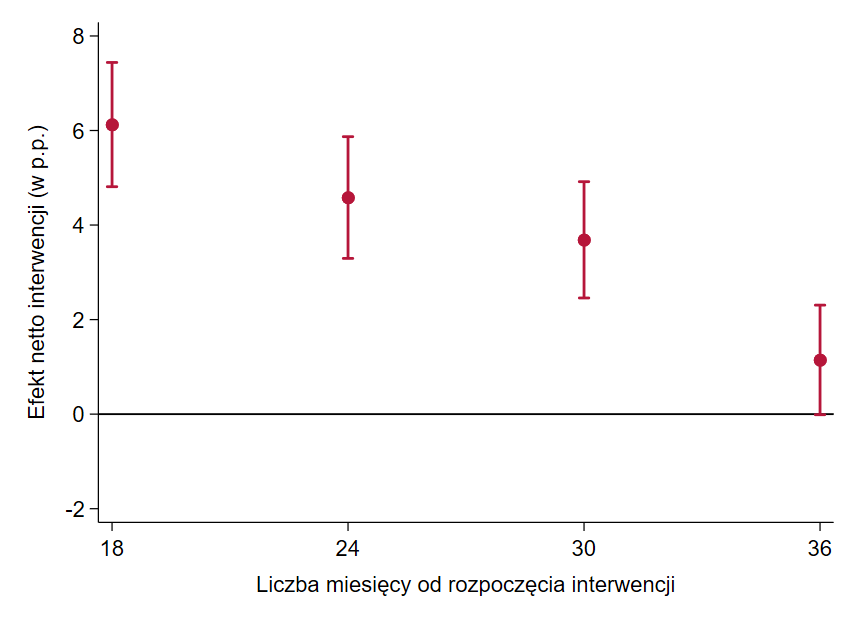 8
6
4
2
0
-2
Efekt netto interwencji (w p.p.)
18 24 30 36
Liczba miesięcy od rozpoczęcia interwencji